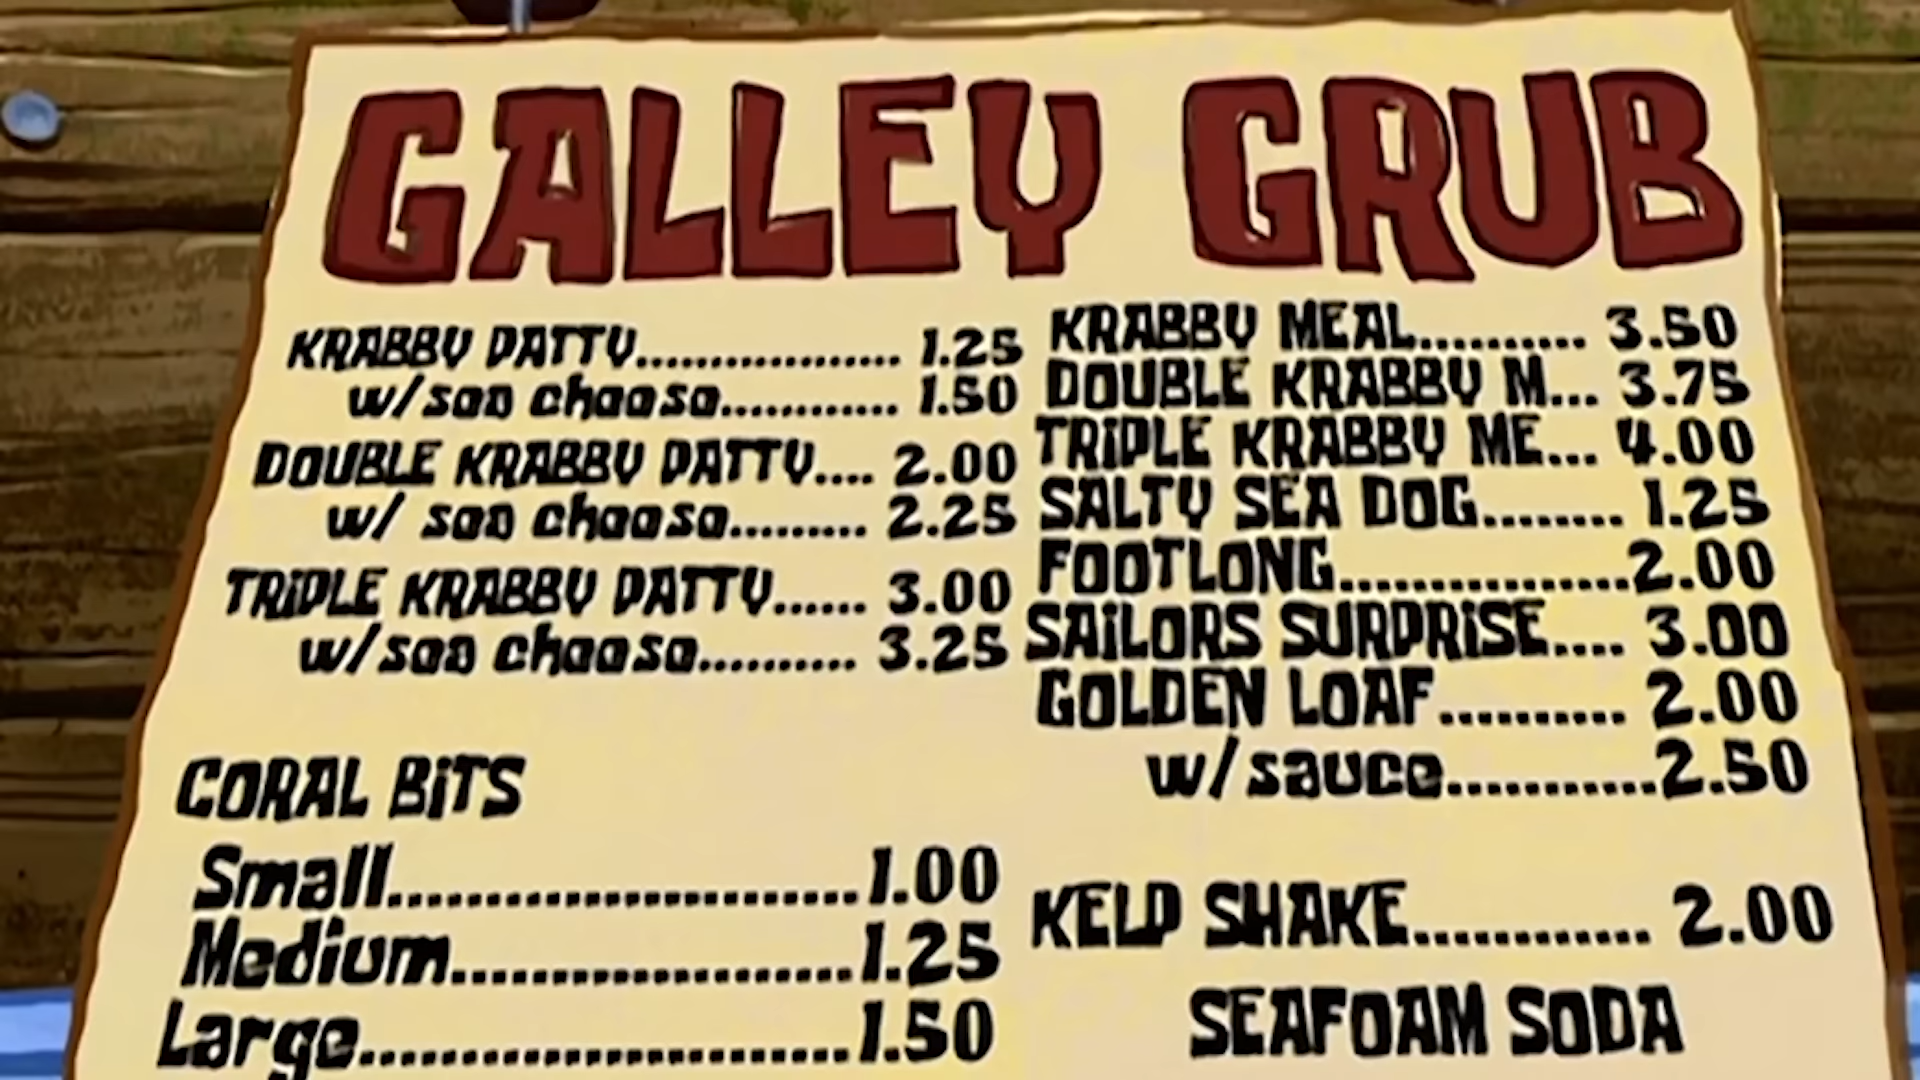 GALLEY GRUB
KRABBY PATTY.................. 1.25
w/sea cheese............ 1.50
DOUBLE KRABBY PATTY.... 2.00
w/ sea cheese......... 2.25
TRiPLE KRABBY PATTY...... 3.00
w/sea cheese.......... 3.25
CORAL BiTS
Small........................1.00
Medium....................1.25
Large.........................1.50
KRABBY MEAL.......... 3.50
DOUBLE KRABBY M... 3.75
TRiPLE KRABBY ME... 4.00
SALTY SEA DOG........ 1.25
FOOTLONG................2.00
SAiLORS SURPRiSE.... 3.00
GOLDEN LOAF.......... 2.00
w/sauce...........2.50
KELP SHAKE............ 2.00
SEAFOAM SODA